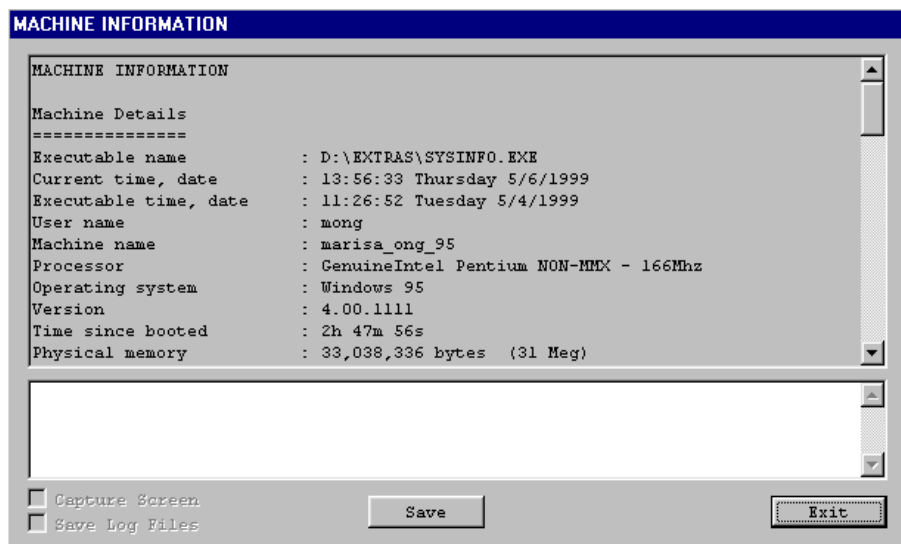 MACHINE INFORMATION
MACHINE INFORMATION
Machine Details
===============
Executable name : D:\EXTRAS\SYSINFO.EXE
Current time, date : 13:56:33 Thursday 5/6/1999
Executable time, date : 11:26:52 Tuesday 5/4/1999
User name : mong
Machine name : marisa_ong_95
Processor : GenuineIntel Pentium NON-MMX - 166Mhz
Operating system : Windows 95
Version : 4.00.1111
Time since booted : 2h 47m 56s
Physical memory : 33,038,336 bytes (31 Meg)
Capture Screen
Save Log Files
Save
Exit